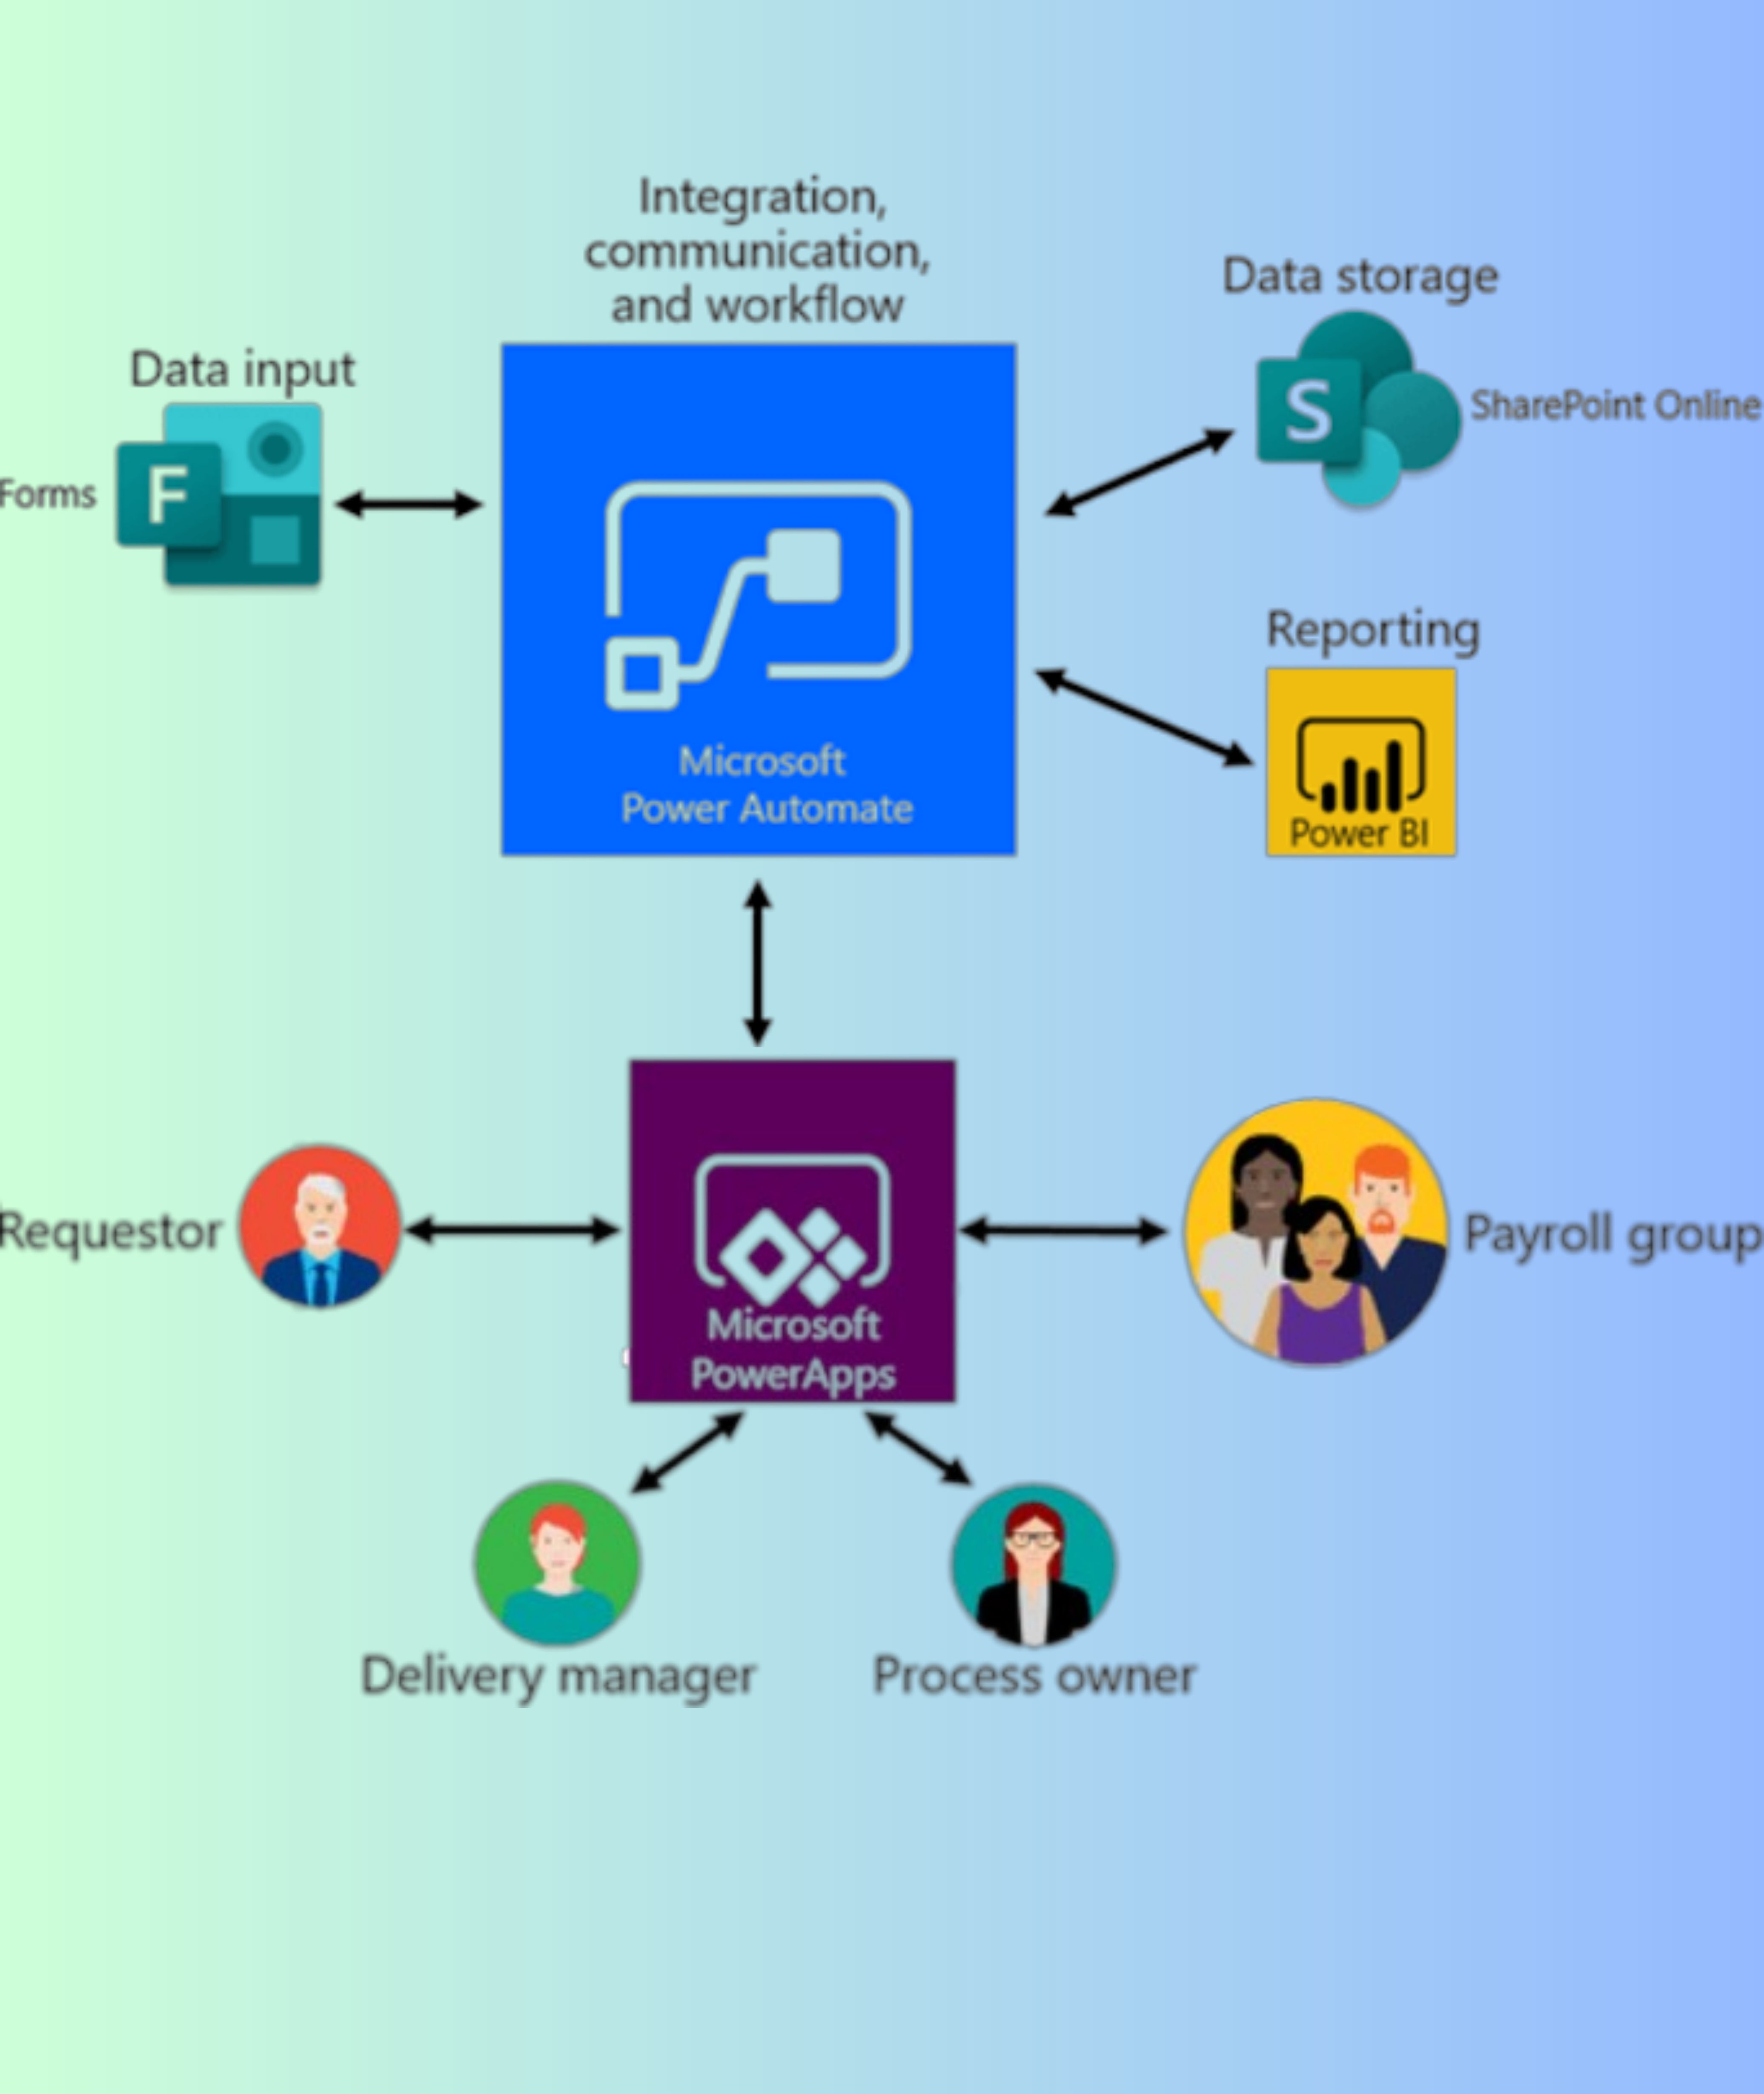 Integration,
communication,
and workflow
Data storage
S
SharePoint Online
Data input
F
Forms
Reporting
Power BI
Microsoft
Power Automate
Requestor
Microsoft
PowerApps
Payroll group
Delivery manager
Process owner